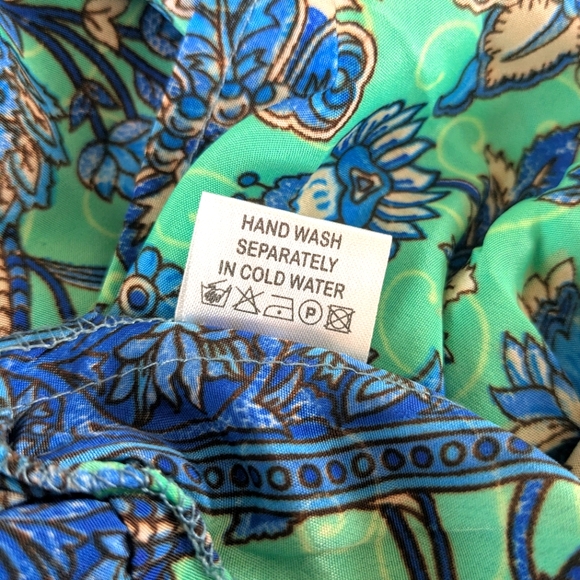 HAND WASH
SEPARATELY
IN COLD WATER
P